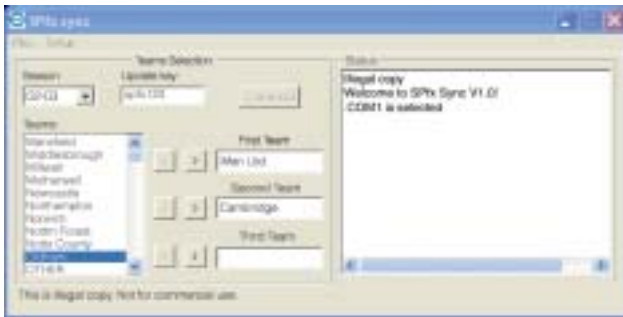 SPfx sync
Setup
Teams Selection
Season
Update key
02-03
Teams
Mansfield
Middlesbrough
Millwall
Motherwell
Newcastle
Northampton
Norwich
Nottm Forest
Notts County
Oldham
OTHER
First Team
Man Utd
Second Team
Cambridge
Third Team
Status
Illegal copy
Welcome to SPfx Sync V1.0!
COM1 is selected
This is illegal copy. Not for commercial use.